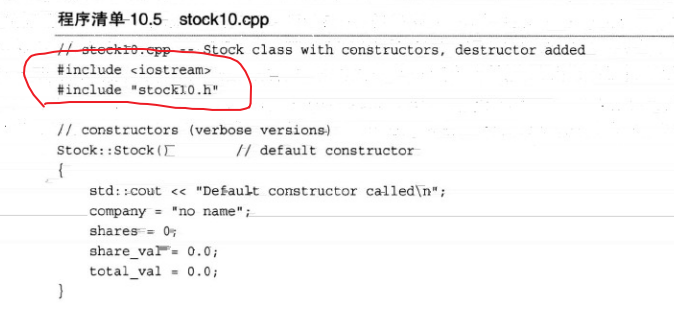 程序清单 10.5 stock10.cpp
// stock10.cpp -- Stock class with constructors, destructor added
#include <iostream>
#include "stock10.h"
// constructors (verbose versions)
Stock::Stock() // default constructor
{
std::cout << "Default constructor called\n";
company = "no name";
shares = 0;
share_val = 0.0;
total_val = 0.0;
}